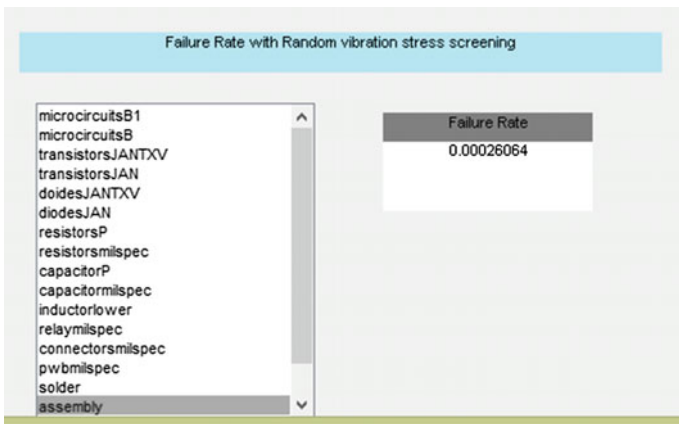 Failure Rate with Random vibration stress screening
microcircuitsB1
microcircuitsB
transistorsJANTXV
transistorsJAN
doidesJANTXV
diodesJAN
resistorsP
resistorsmilspec
capacitorP
capacitormilspec
inductorlower
relaymilspec
connectorsmilspec
pwbmilspec
solder
assembly
Failure Rate
0.00026064